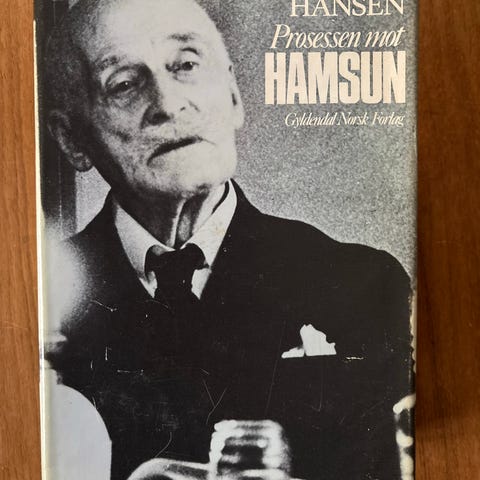 HANSEN
Prosessen mot
HAMSUN
Gyldendal Norsk Forlag